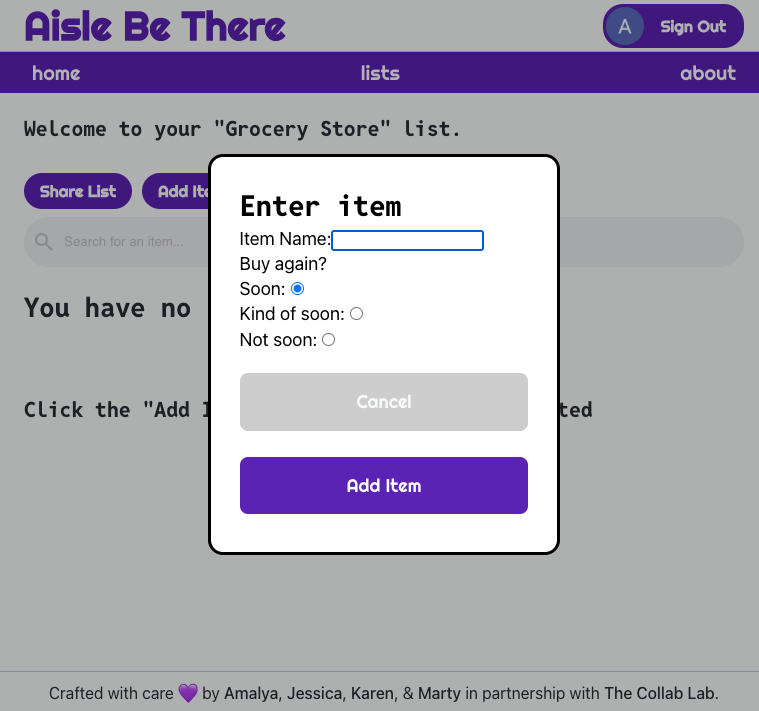 Aisle Be There
A
Sign Out
home
lists
about
Welcome to your "Grocery Store" list.
Share List
Add Ite
Search for an item...
You have no
Click the "Add I
ted
Enter item
Item Name:
Buy again?
Soon:
Kind of soon:
Not soon:
Cancel
Add Item
Crafted with care 💜 by Amalya, Jessica, Karen, & Marty in partnership with The Collab Lab.